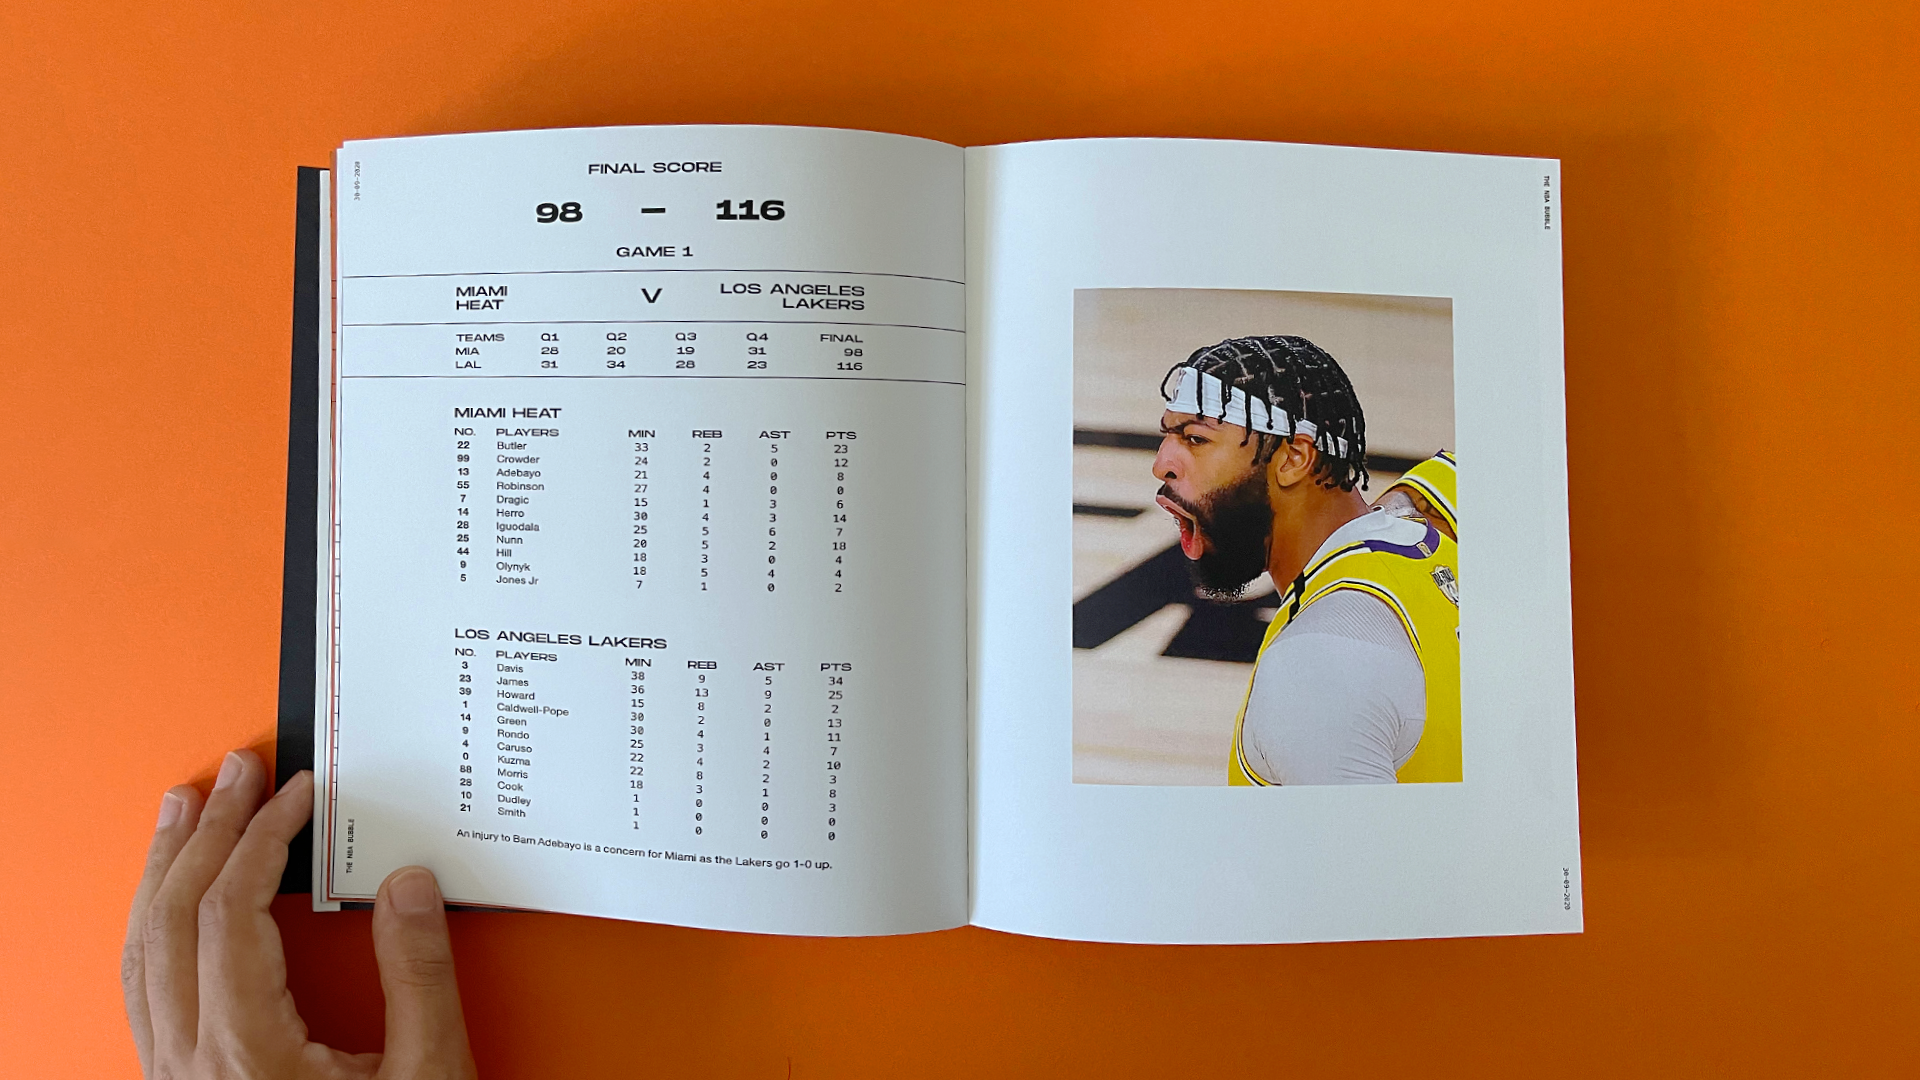 30-09-2020
FINAL SCORE
98 – 116
GAME 1
MIAMI HEAT V LOS ANGELES LAKERS
TEAMS Q1 Q2 Q3 Q4 FINAL
MIA 28 20 19 31 98
LAL 31 34 28 23 116
MIAMI HEAT
NO. PLAYERS MIN REB AST PTS
22 Butler 33 2 5 23
99 Crowder 24 2 0 12
13 Adebayo 21 4 0 8
55 Robinson 27 4 0 0
7 Dragic 15 1 3 6
14 Herro 30 4 3 14
28 Iguodala 25 5 6 7
25 Nunn 20 5 2 18
44 Hill 18 3 0 4
9 Olynyk 18 5 4 4
5 Jones Jr 7 1 0 2
LOS ANGELES LAKERS
NO. PLAYERS MIN REB AST PTS
3 Davis 38 9 5 34
23 James 36 13 9 25
39 Howard 15 8 2 2
1 Caldwell-Pope 30 2 0 13
14 Green 30 4 1 11
9 Rondo 25 3 4 7
4 Caruso 22 4 2 10
0 Kuzma 22 8 2 3
88 Morris 18 3 1 8
28 Cook 1 0 0 3
10 Dudley 1 0 0 0
21 Smith 1 0 0 0
An injury to Bam Adebayo is a concern for Miami as the Lakers go 1-0 up.
THE NBA BUBBLE
THE NBA BUBBLE
30-09-2020